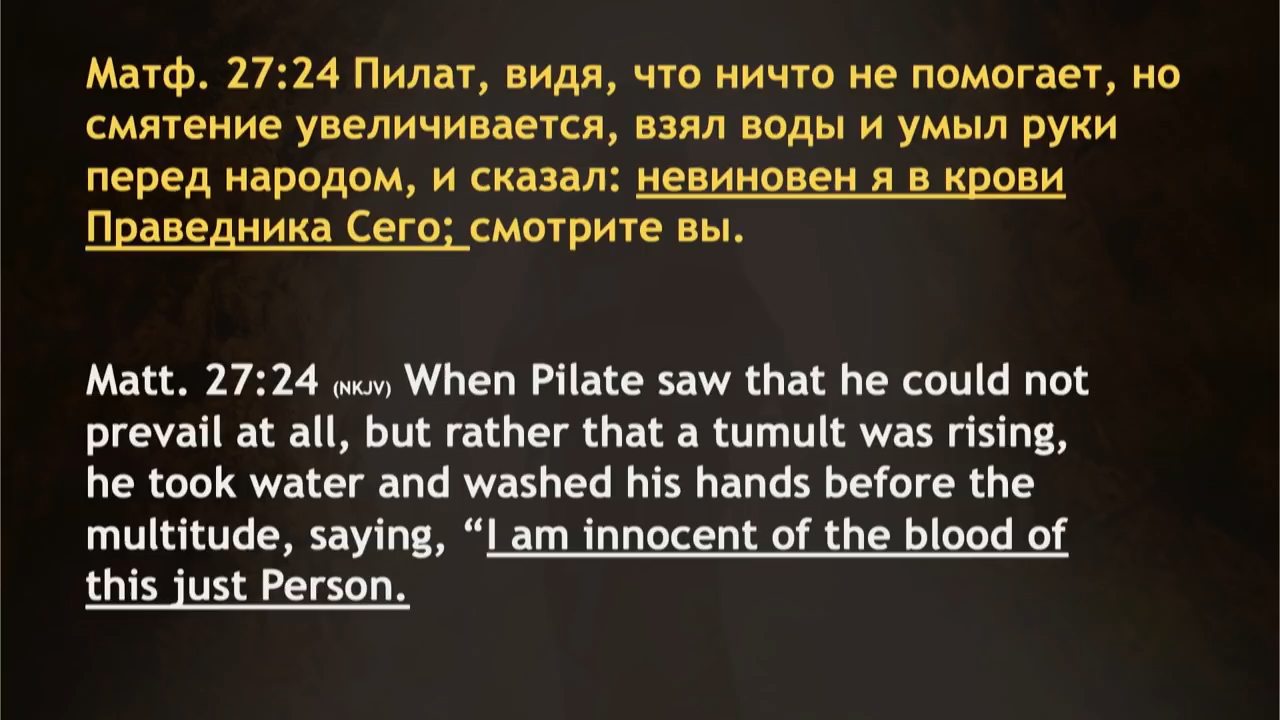 Матф. 27:24 Пилат, видя, что ничто не помогает, но
смятение увеличивается, взял воды и умыл руки
перед народом, и сказал: невиновен я в крови
Праведника Сего; смотрите вы.
Matt. 27:24 (NKJV) When Pilate saw that he could not
prevail at all, but rather that a tumult was rising,
he took water and washed his hands before the
multitude, saying, “I am innocent of the blood of
this just Person.